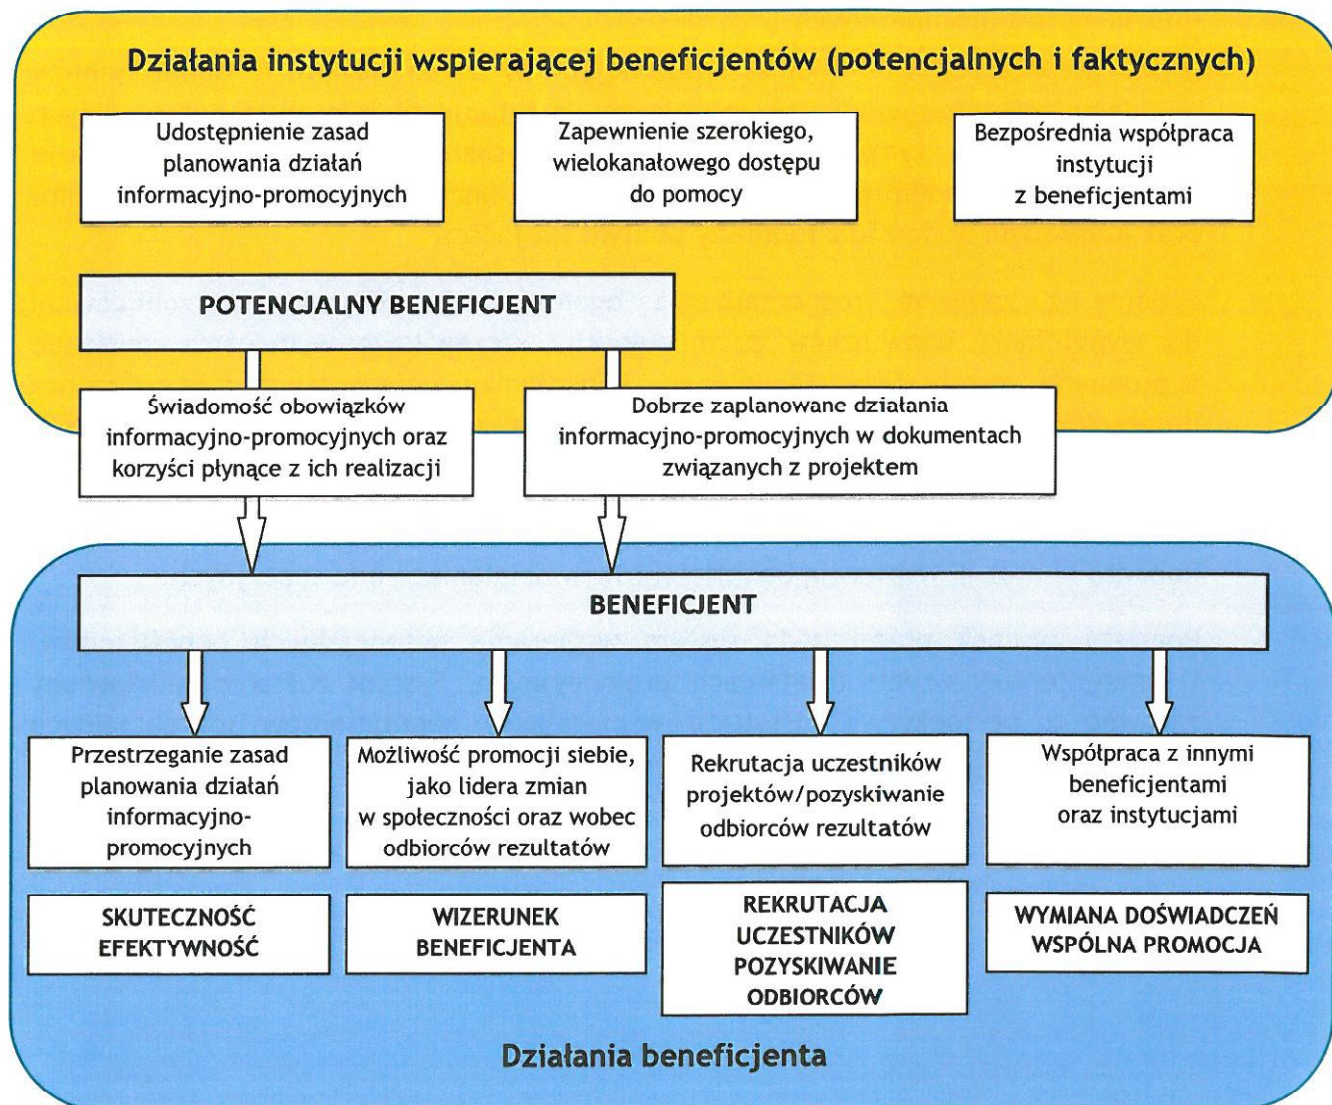 Działania instytucji wspierającej beneficjentów (potencjalnych i faktycznych)
Udostępnienie zasad
planowania działań
informacyjno-promocyjnych
Zapewnienie szerokiego,
wielokanałowego dostępu
do pomocy
Bezpośrednia współpraca
instytucji
z beneficjentami
POTENCJALNY BENEFICJENT
Świadomość obowiązków
informacyjno-promocyjnych oraz
korzyści płynące z ich realizacji
Dobrze zaplanowane działania
informacyjno-promocyjnych w dokumentach
związanych z projektem
BENEFICJENT
Przestrzeganie zasad
planowania działań
informacyjno-
promocyjnych
Możliwość promocji siebie,
jako lidera zmian
w społeczności oraz wobec
odbiorców rezultatów
Rekrutacja uczestników
projektów/pozyskiwanie
odbiorców rezultatów
Współpraca z innymi
beneficjentami
oraz instytucjami
SKUTECZNOŚĆ
EFEKTYWNOŚĆ
WIZERUNEK
BENEFICJENTA
REKRUTACJA
UCZESTNIKÓW
POZYSKIWANIE
ODBIORCÓW
WYMIANA DOŚWIADCZEŃ
WSPÓLNA PROMOCJA
Działania beneficjenta